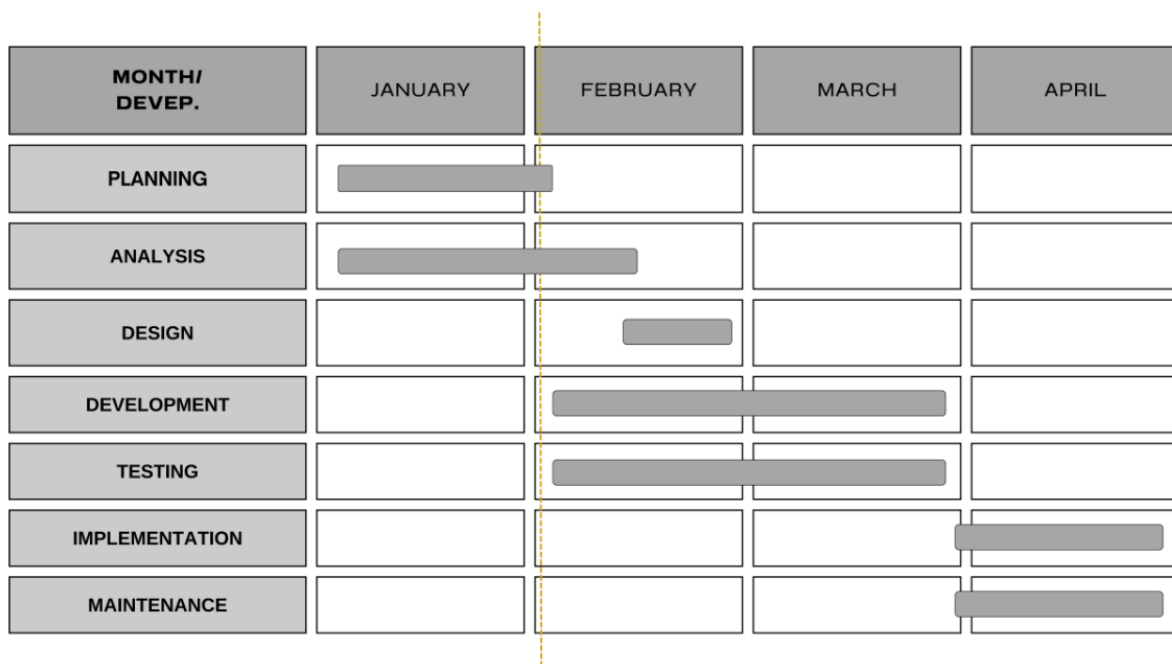 MONTH/
DEVEP.
JANUARY
FEBRUARY
MARCH
APRIL
PLANNING
ANALYSIS
DESIGN
DEVELOPMENT
TESTING
IMPLEMENTATION
MAINTENANCE